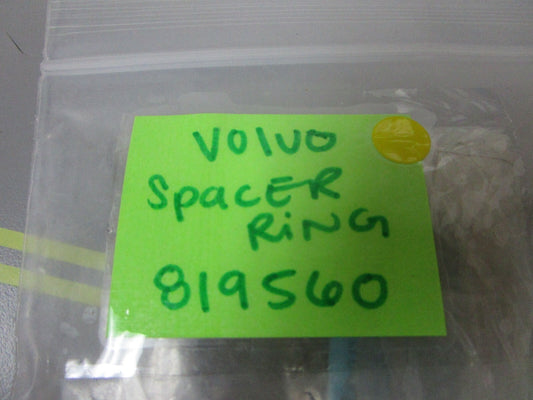 VOLVO
SpacER
RiNG
819560